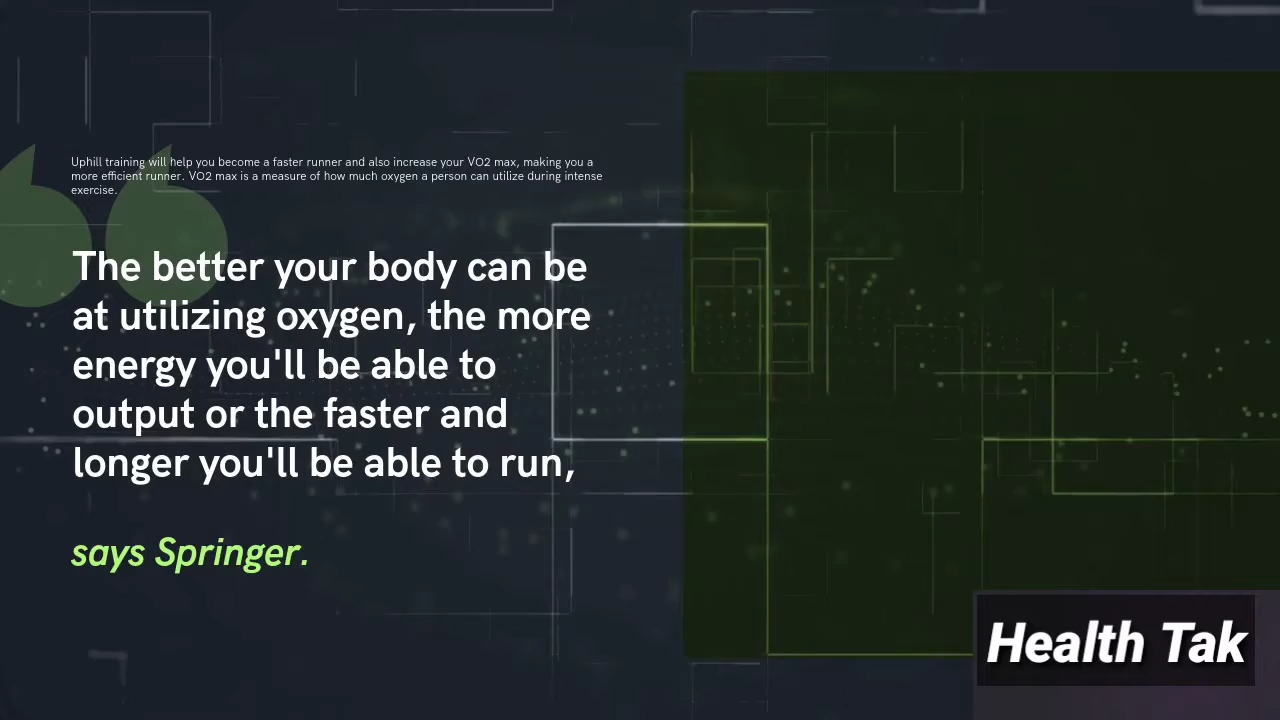 Uphill training will help you become a faster runner and also increase your VO2 max, making you a
more efficient runner. VO2 max is a measure of how much oxygen a person can utilize during intense
exercise.
The better your body can be
at utilizing oxygen, the more
energy you'll be able to
output or the faster and
longer you'll be able to run,
says Springer.
Health Tak